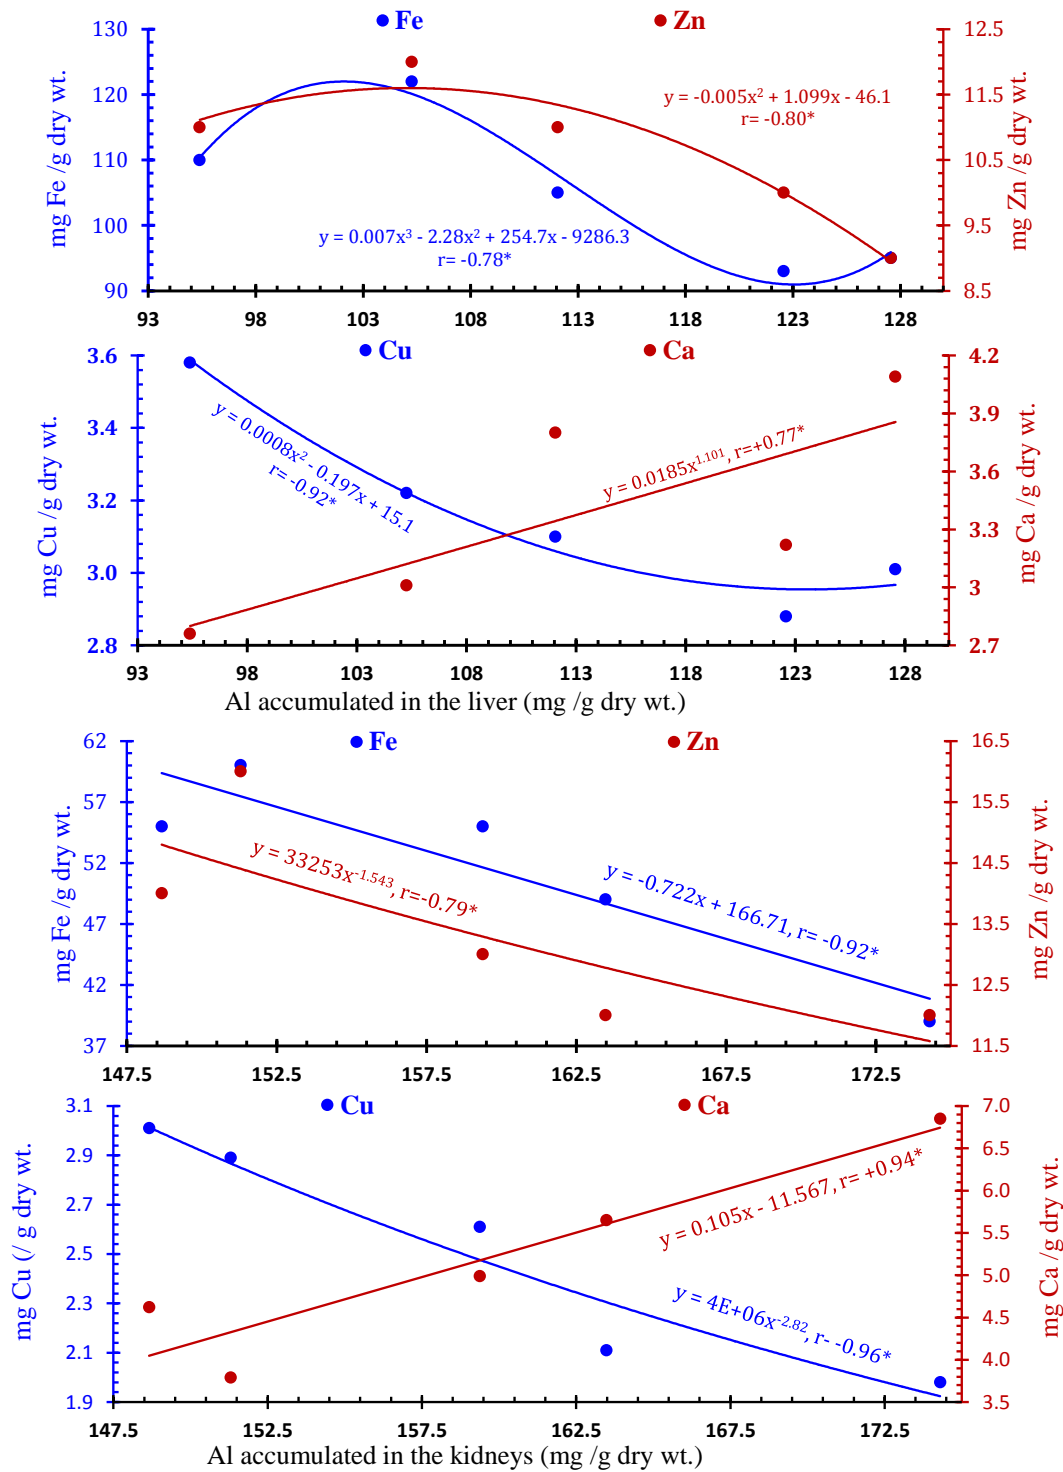 Fe
Zn
130
120
110
100
90
mg Fe /g dry wt.
12.5
11.5
10.5
9.5
8.5
mg Zn /g dry wt.
y = -0.005x² + 1.099x - 46.1
r= -0.80*
y = 0.007x³ - 2.28x² + 254.7x - 9286.3
r= -0.78*
93 98 103 108 113 118 123 128
Cu
Ca
3.6
3.4
3.2
3.0
2.8
mg Cu /g dry wt.
4.2
3.9
3.6
3.3
3
2.7
mg Ca /g dry wt.
y = 0.0008x² - 0.197x + 15.1
r= -0.92*
y = 0.0185x^1.101, r=+0.77*
93 103 108 113 118 123 128
Al accumulated in the liver (mg /g dry wt.)
Fe
Zn
62
57
52
47
42
37
mg Fe /g dry wt.
16.5
15.5
14.5
13.5
12.5
11.5
mg Zn /g dry wt.
y = 33253x^-1.543, r=-0.79*
y = -0.722x + 166.71, r= -0.92*
147.5 152.5 157.5 162.5 167.5 172.5
Cu
Ca
3.1
2.9
2.7
2.5
2.3
2.1
1.9
mg Cu (/ g dry wt.
7.0
6.5
6.0
5.5
5.0
4.5
4.0
3.5
mg Ca /g dry wt.
y = 0.105x - 11.567, r= +0.94*
y = 4E+06x^-2.82, r- -0.96*
147.5 152.5 157.5 162.5 167.5 172.5
Al accumulated in the kidneys (mg /g dry wt.)